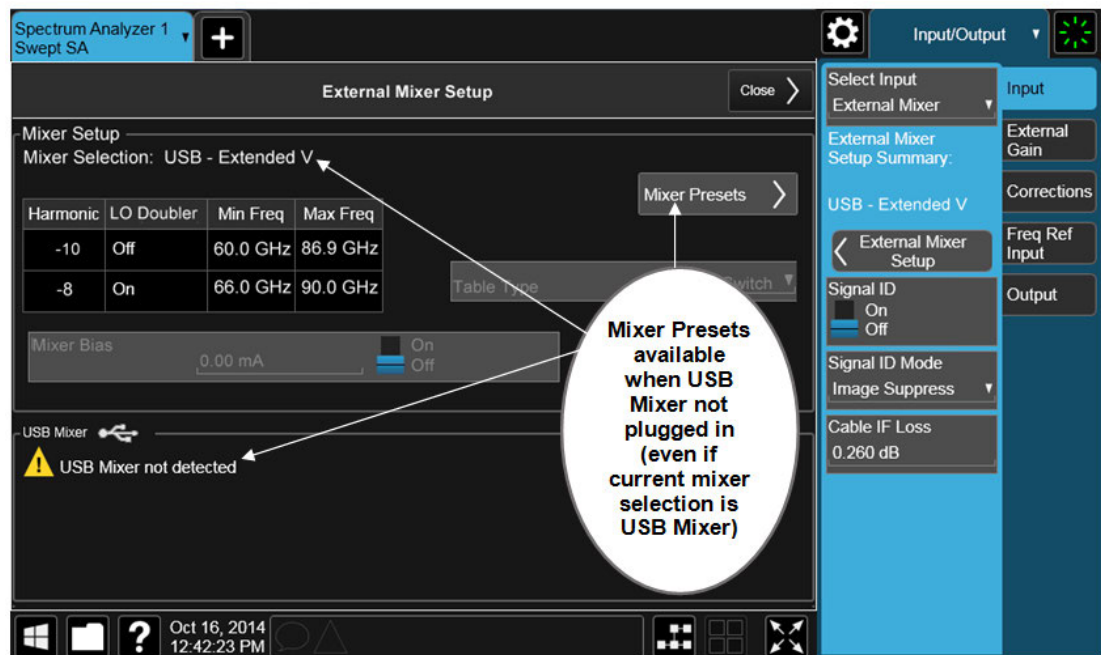 Spectrum Analyzer 1
Swept SA
Input/Output
External Mixer Setup
Close
Mixer Setup
Mixer Selection: USB - Extended V
Mixer Presets
Harmonic LO Doubler Min Freq Max Freq
-10 Off 60.0 GHz 86.9 GHz
-8 On 66.0 GHz 90.0 GHz
Table Type Switch
Mixer Bias
0.00 mA
On
Off
USB Mixer
USB Mixer not detected
Mixer Presets
available
when USB
Mixer not
plugged in
(even if
current mixer
selection is
USB Mixer)
Select Input
External Mixer
External Mixer
Setup Summary:
USB - Extended V
External Mixer
Setup
Signal ID
On
Off
Signal ID Mode
Image Suppress
Cable IF Loss
0.260 dB
Input
External
Gain
Corrections
Freq Ref
Input
Output
?
Oct 16, 2014
12:42:23 PM